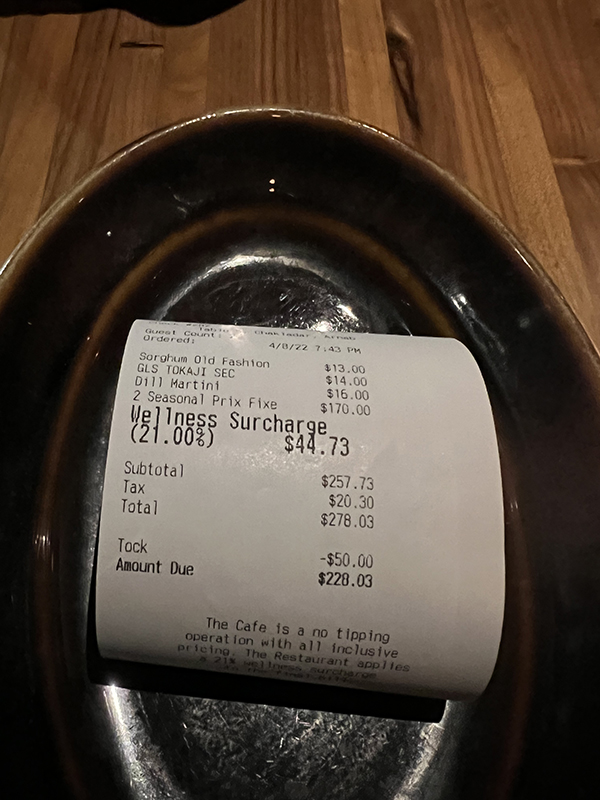 Guest Count:
Ordered: 4/8/22 7:43 PM
Sorghum Old Fashion $13.00
GLS TOKAJI SEC $14.00
Dill Martini $16.00
2 Seasonal Prix Fixe $170.00
Wellness Surcharge
(21.00%) $44.73
Subtotal $257.73
Tax $20.30
Total $278.03
Tock -$50.00
Amount Due $228.03
The Cafe is a no tipping
operation with all inclusive
pricing. The Restaurant applies
a 21% wellness surcharge